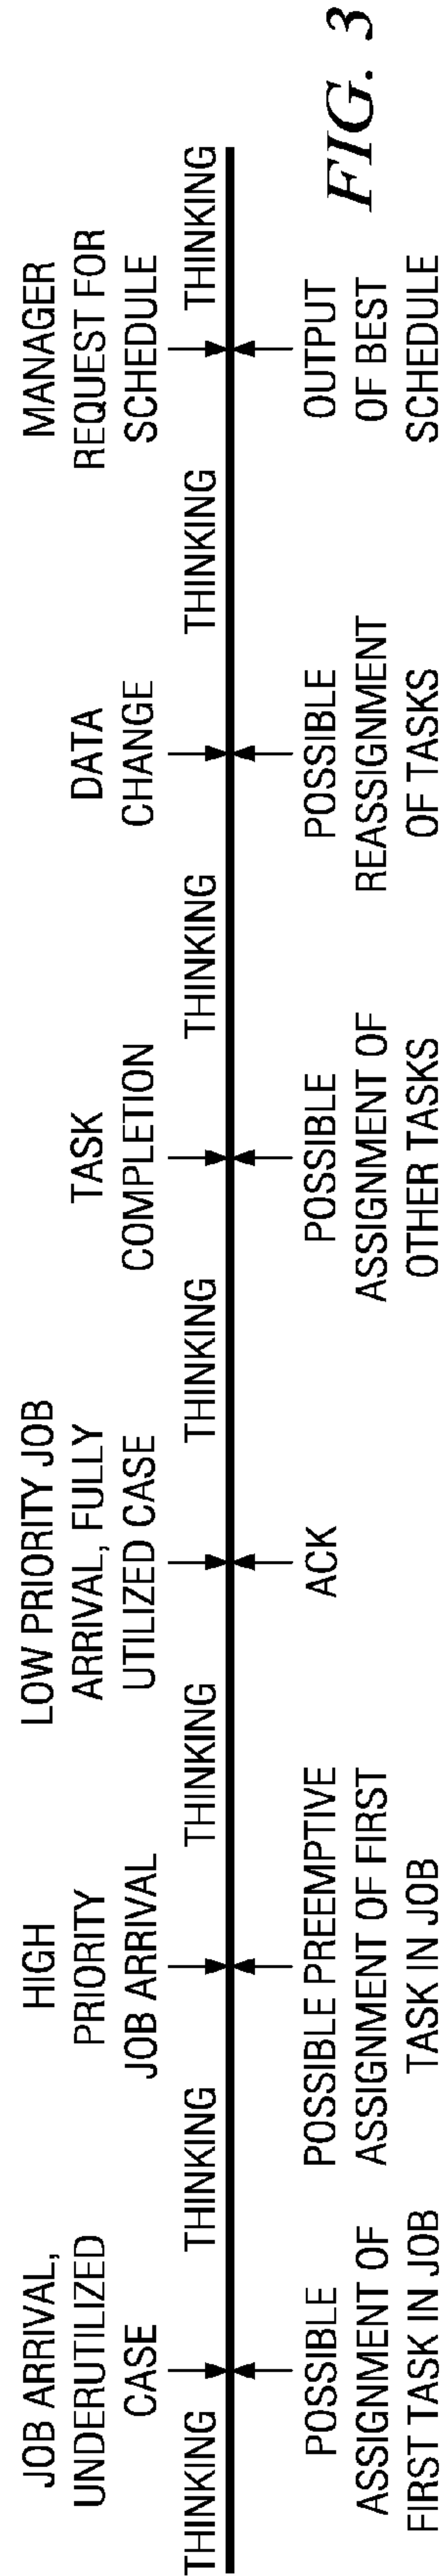 JOB ARRIVAL,
UNDERUTILIZED
CASE
HIGH
PRIORITY
JOB ARRIVAL
LOW PRIORITY JOB
ARRIVAL, FULLY
UTILIZED CASE
TASK
COMPLETION
DATA
CHANGE
MANAGER
REQUEST FOR
SCHEDULE
THINKING
THINKING
THINKING
THINKING
THINKING
THINKING
THINKING
POSSIBLE
ASSIGNMENT OF
FIRST TASK IN JOB
POSSIBLE PREEMPTIVE
ASSIGNMENT OF FIRST
TASK IN JOB
ACK
POSSIBLE
ASSIGNMENT OF
OTHER TASKS
POSSIBLE
REASSIGNMENT
OF TASKS
OUTPUT
OF BEST
SCHEDULE
FIG. 3